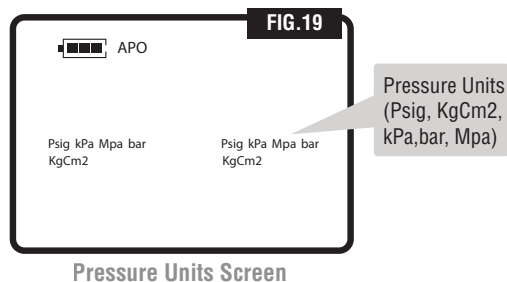 FIG.19
APO
Psig kPa Mpa bar
KgCm2
Psig kPa Mpa bar
KgCm2
Pressure Units
(Psig, KgCm2,
kPa,bar, Mpa)
Pressure Units Screen